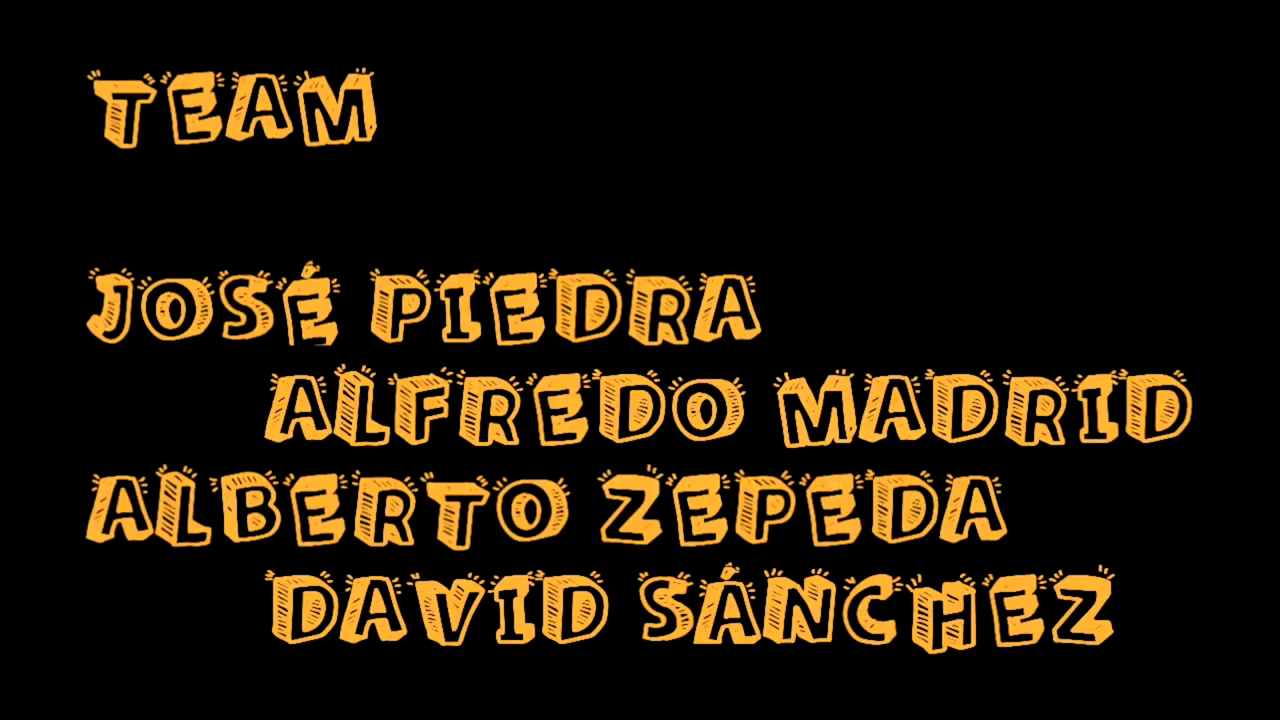 TEAM
JOSÉ PIEDRA
ALFREDO MADRID
ALBERTO ZEPEDA
DAVID SÁNCHEZ